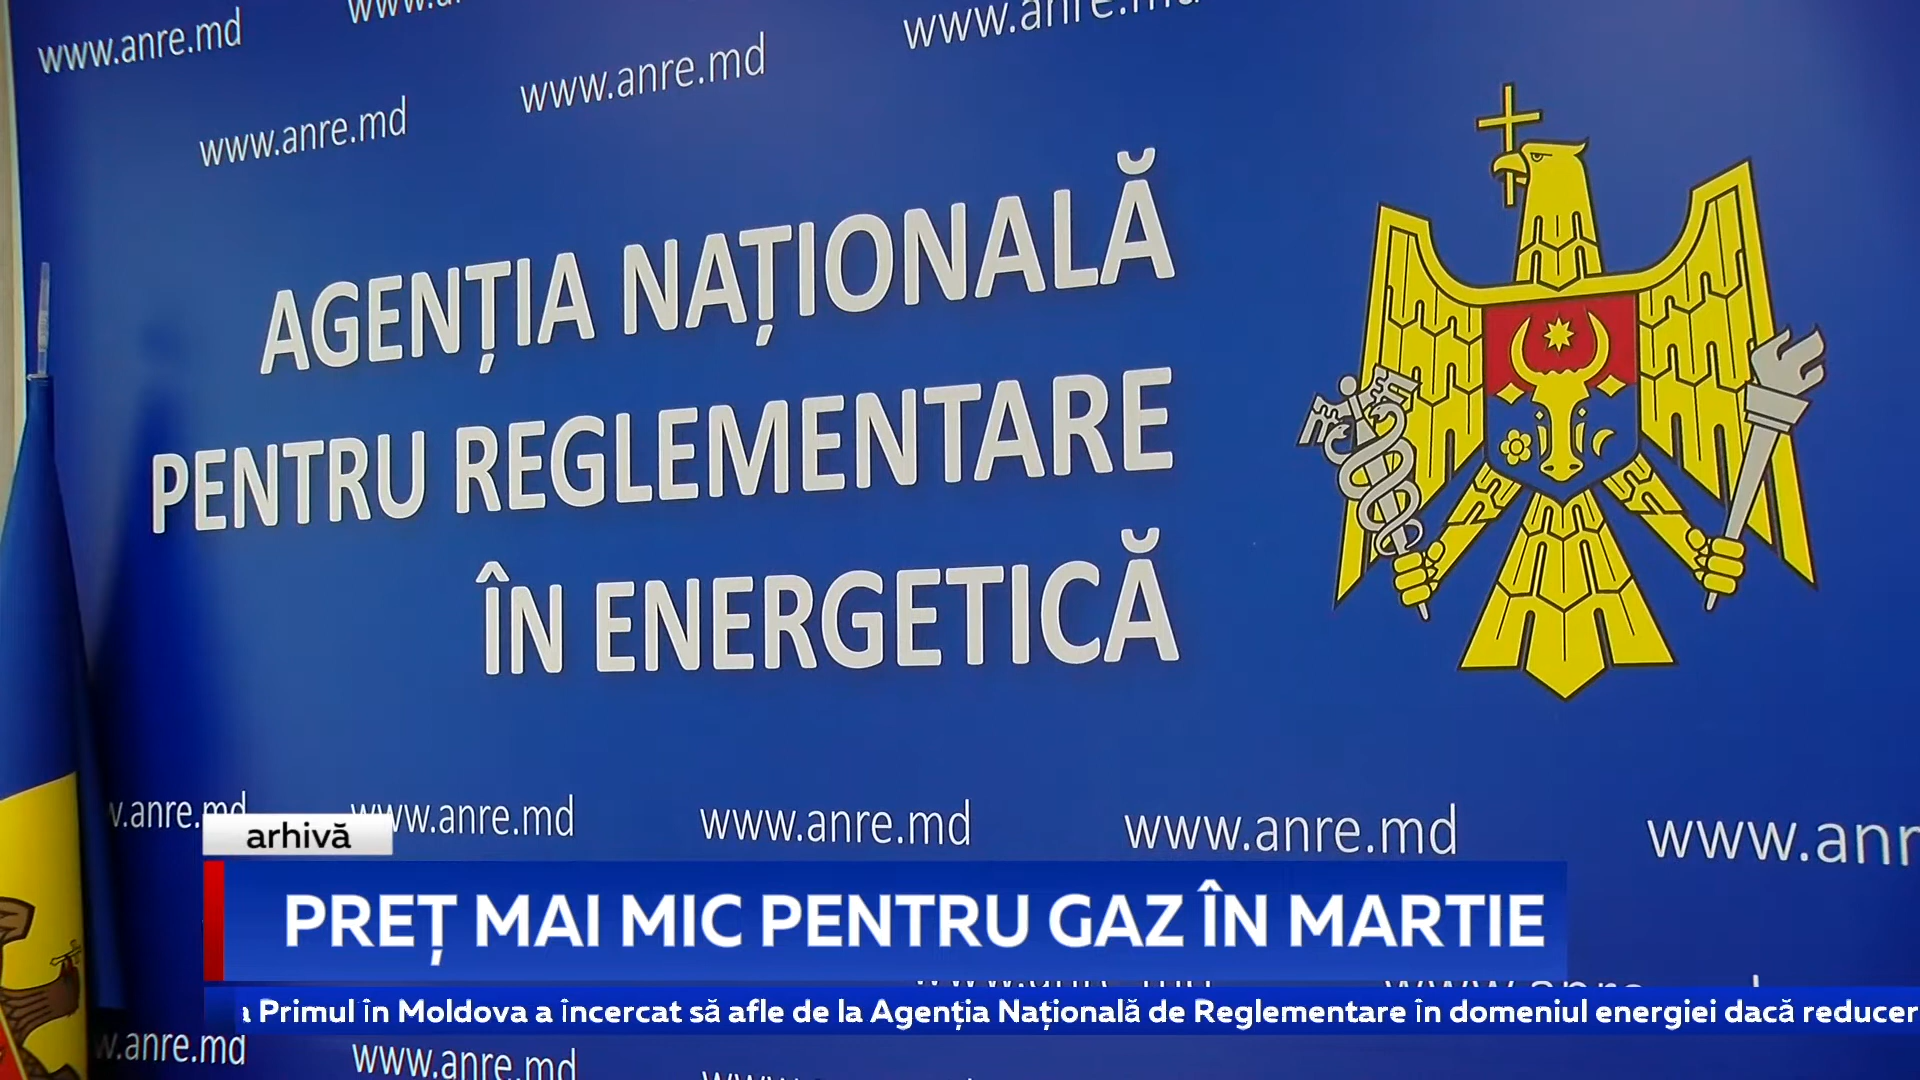 www.anre.md
www.anre.md
www.anre.md
www.anre.md
AGENȚIA NAȚIONALĂ
PENTRU REGLEMENTARE
ÎN ENERGETICĂ
www.anre.md
www.anre.md
www.anre.md
arhivă
PREȚ MAI MIC PENTRU GAZ ÎN MARTIE
Primul în Moldova a încercat să afle de la Agenția Națională de Reglementare în domeniul energiei dacă reducer
www.anre.md